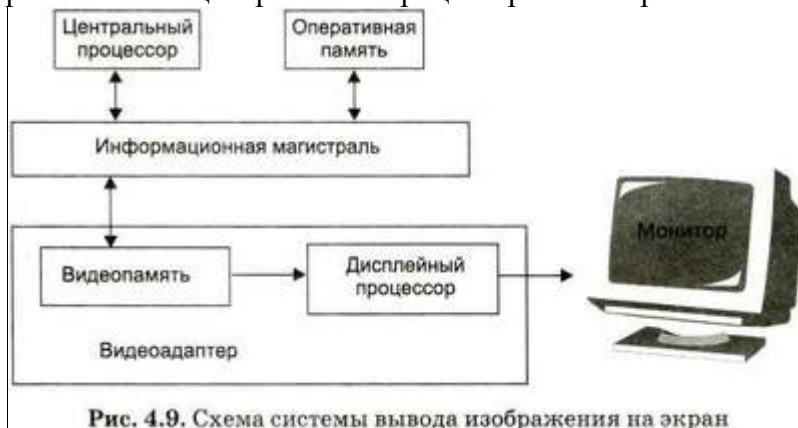 Центральный
процессор
Оперативная
память
Информационная магистраль
Видеопамять
Дисплейный
процессор
Монитор
Видеоадаптер
Рис. 4.9. Схема системы вывода изображения на экран